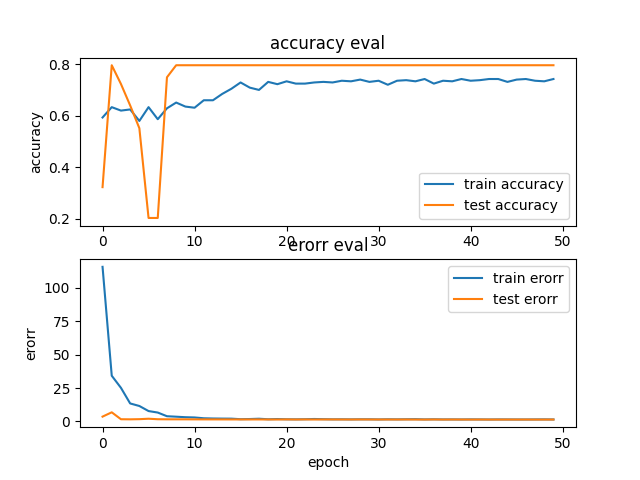 accuracy eval
0.8
0.6
0.4
0.2
accuracy
train accuracy
test accuracy
0 10 20 30 40 50
erorr eval
100
75
50
25
0
erorr
train erorr
test erorr
0 10 20 30 40 50
epoch